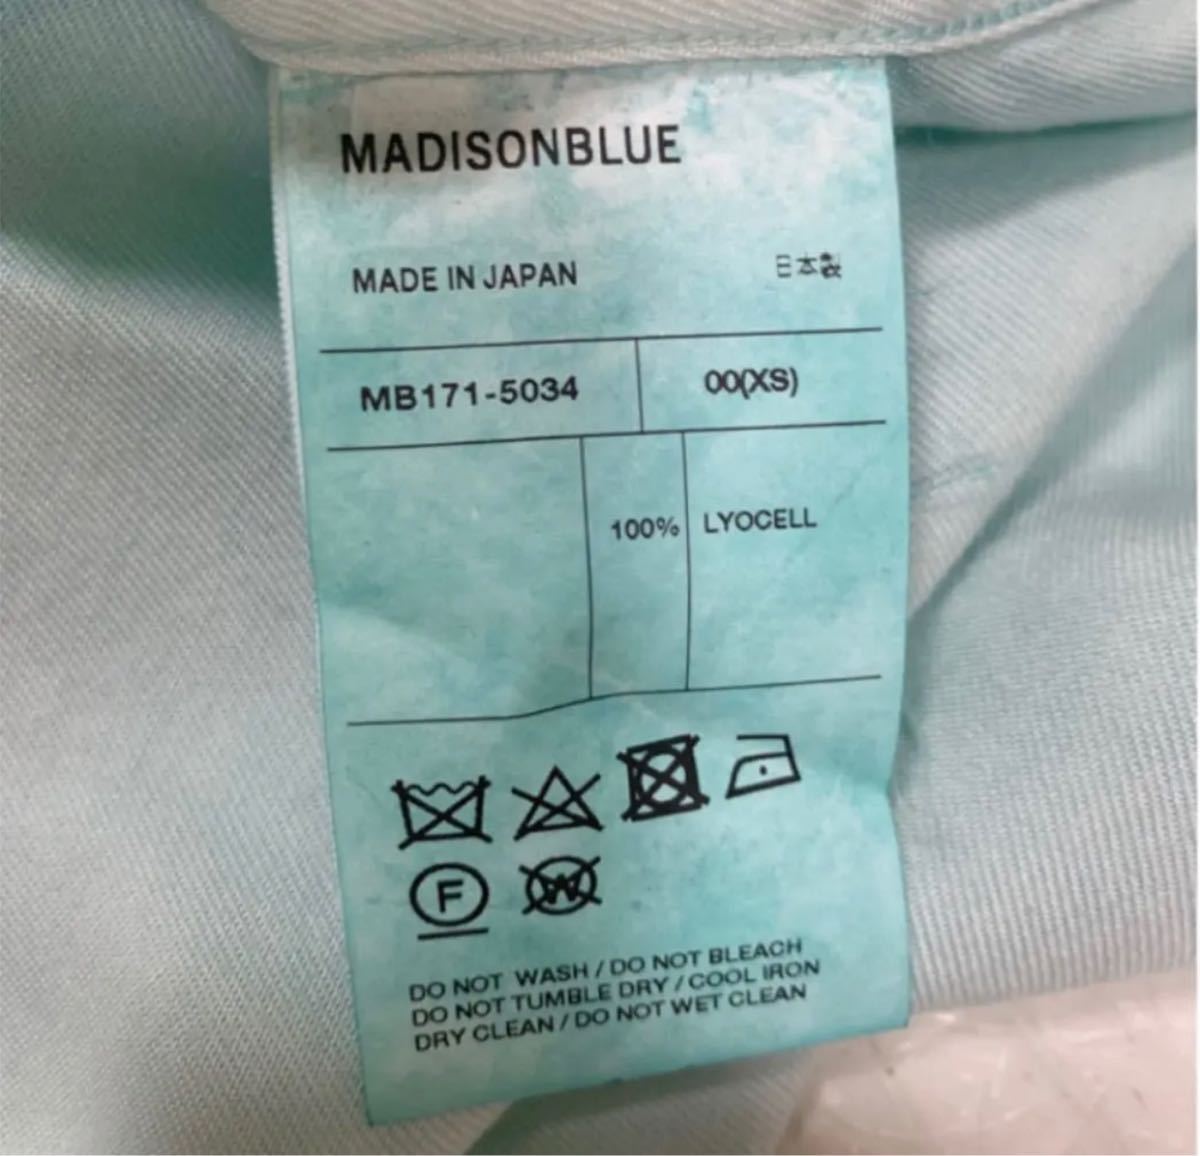 MADISONBLUE
MADE IN JAPAN 日本製
MB171-5034 00(XS)
100% LYOCELL
F W
DO NOT WASH / DO NOT BLEACH
DO NOT TUMBLE DRY / COOL IRON
DRY CLEAN / DO NOT WET CLEAN